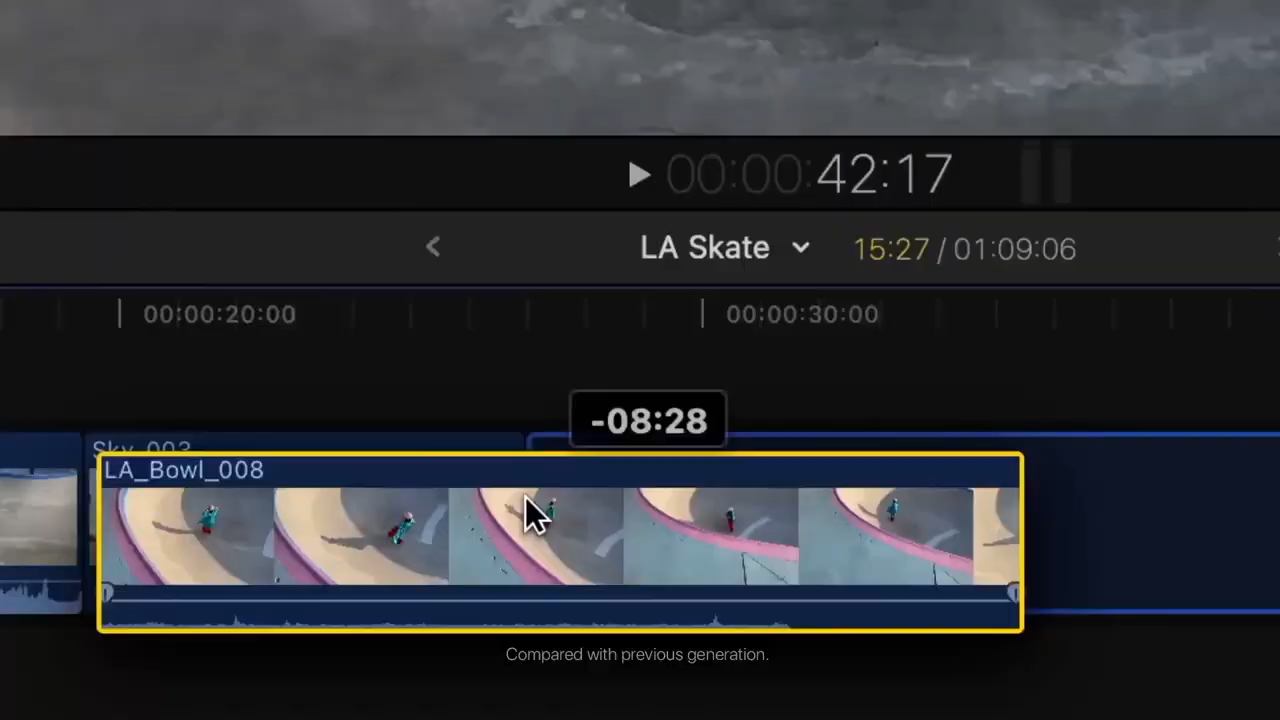 00:00:42:17
LA Skate 15:27 / 01:09:06
00:00:20:00 00:00:30:00
-08:28
Sky_003
LA_Bowl_008
Compared with previous generation.